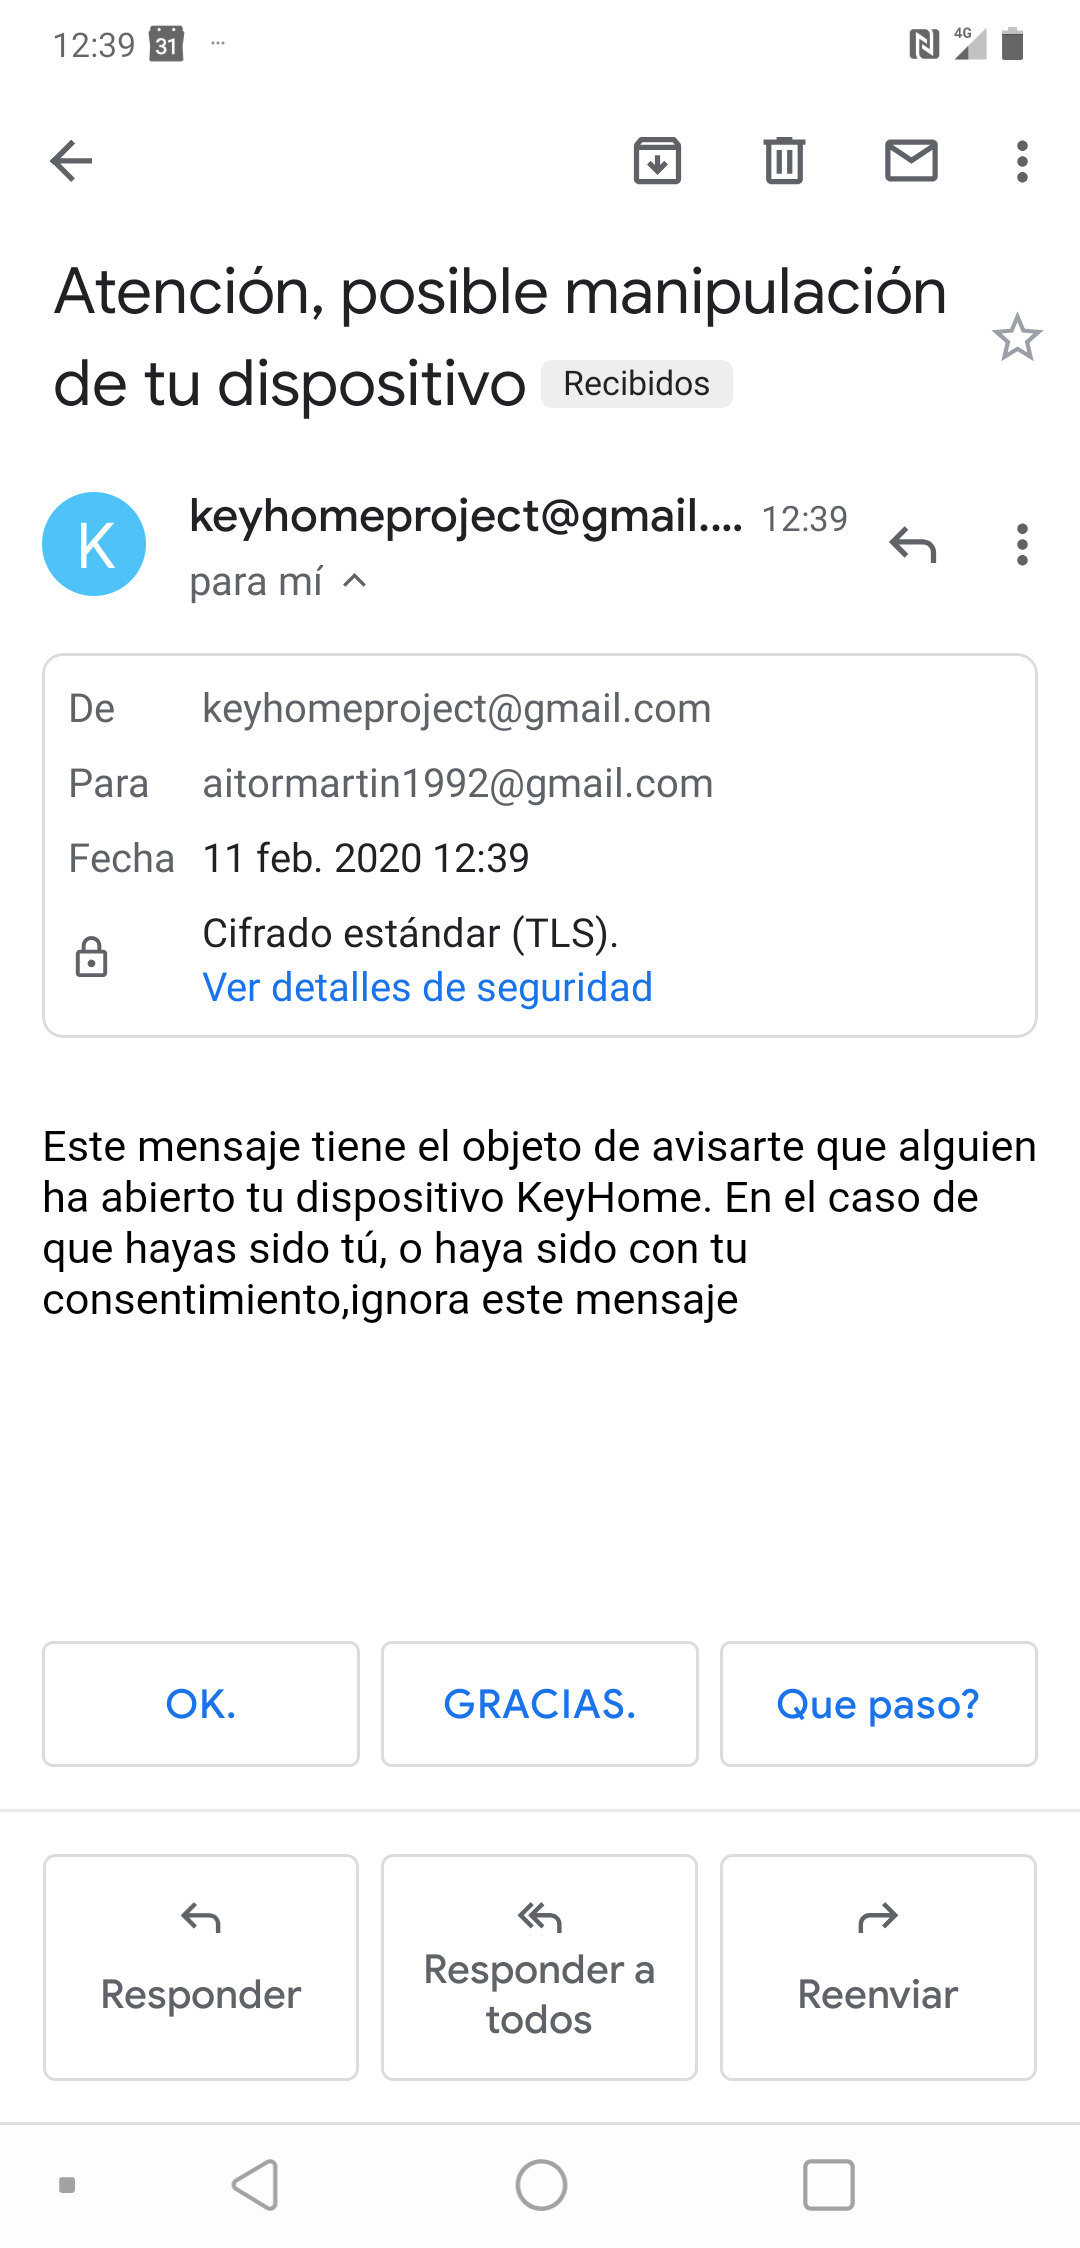 12:39 31 ... 4G
Atención, posible manipulación
de tu dispositivo Recibidos
K
keyhomeproject@gmail.... 12:39
para mí
De keyhomeproject@gmail.com
Para aitormartin1992@gmail.com
Fecha 11 feb. 2020 12:39
Cifrado estándar (TLS).
Ver detalles de seguridad
Este mensaje tiene el objeto de avisarte que alguien
ha abierto tu dispositivo KeyHome. En el caso de
que hayas sido tú, o haya sido con tu
consentimiento,ignora este mensaje
OK. GRACIAS. Que paso?
Responder Responder a
todos Reenviar